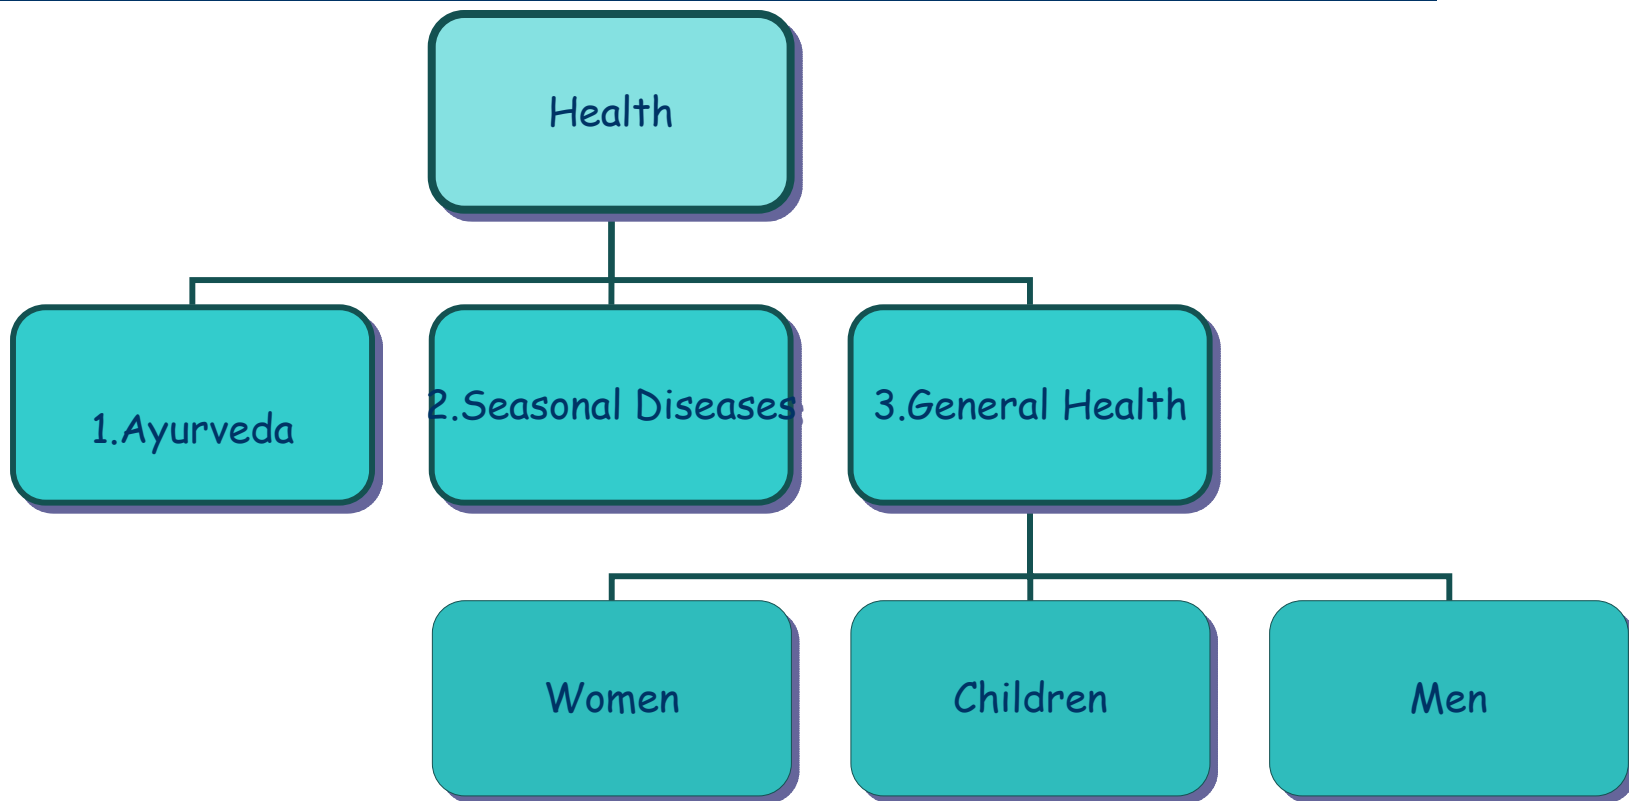 Health
1.Ayurveda
2.Seasonal Diseases
3.General Health
Women
Children
Men